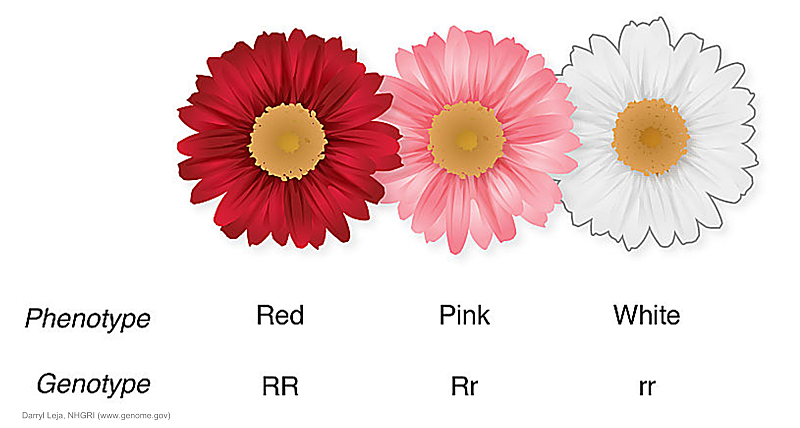 Phenotype Red Pink White
Genotype RR Rr rr
Darryl Leja, NHGRI (www.genome.gov)